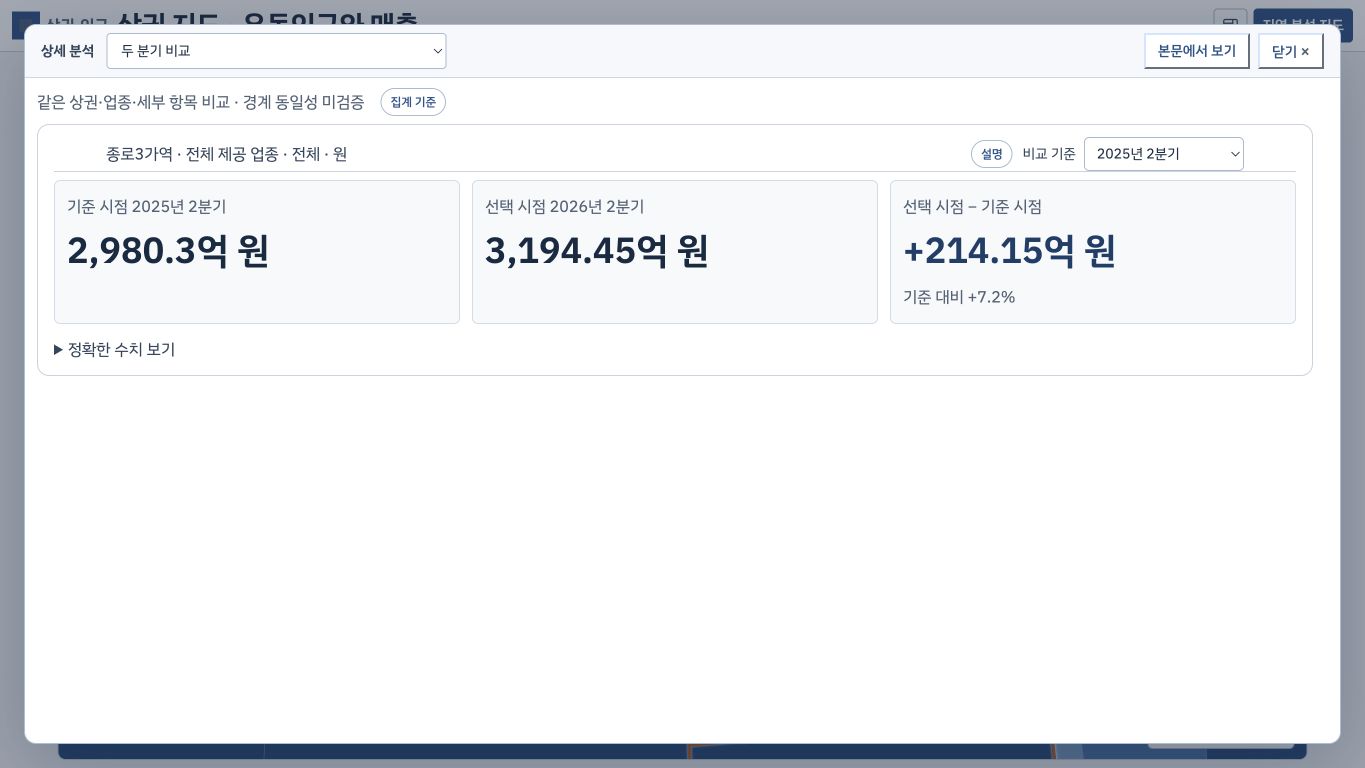 상세 분석
두 분기 비교
본문에서 보기
닫기 ×
같은 상권·업종·세부 항목 비교 · 경계 동일성 미검증
집계 기준
종로3가역 · 전체 제공 업종 · 전체 · 원
설명
비교 기준
2025년 2분기
기준 시점 2025년 2분기
2,980.3억 원
선택 시점 2026년 2분기
3,194.45억 원
선택 시점 − 기준 시점
+214.15억 원
기준 대비 +7.2%
▶ 정확한 수치 보기